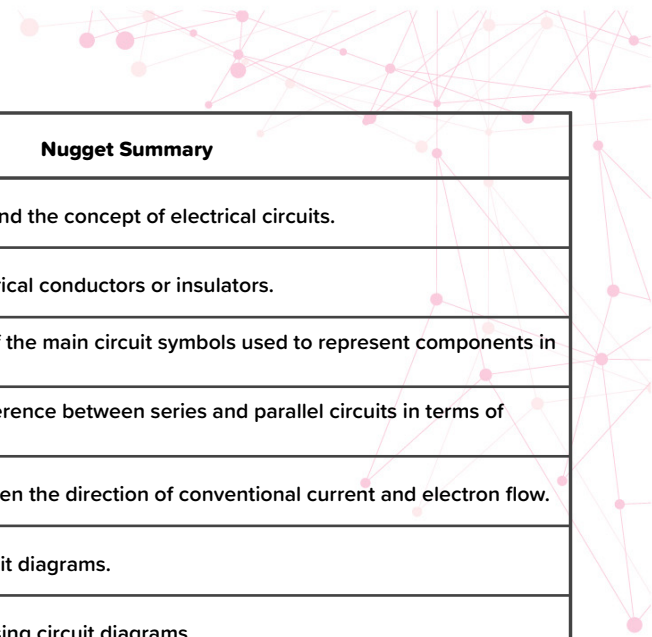 Nugget Summary
nd the concept of electrical circuits.
ical conductors or insulators.
f the main circuit symbols used to represent components in
erence between series and parallel circuits in terms of
en the direction of conventional current and electron flow.
it diagrams.
sing circuit diagrams